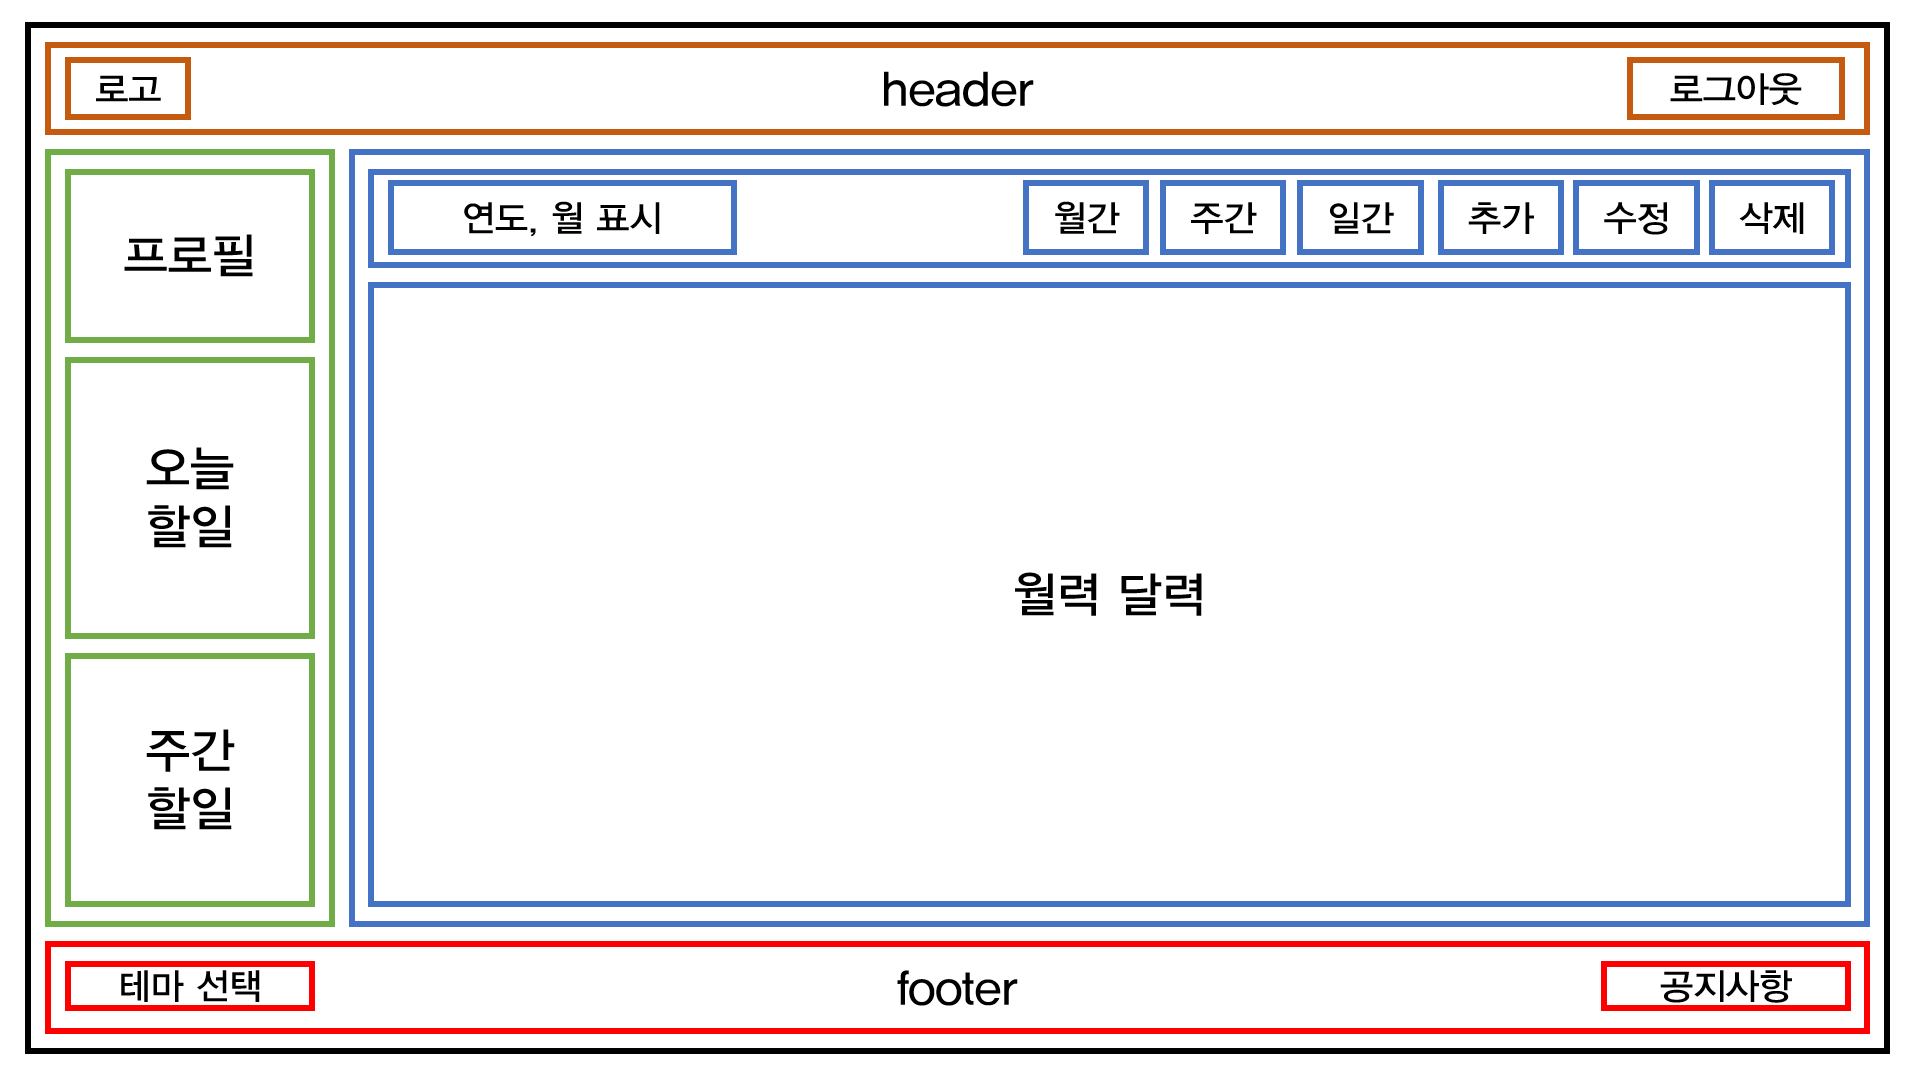 로고
header
로그아웃
프로필
오늘
할일
주간
할일
연도, 월 표시
월간
주간
일간
추가
수정
삭제
월력 달력
테마 선택
footer
공지사항